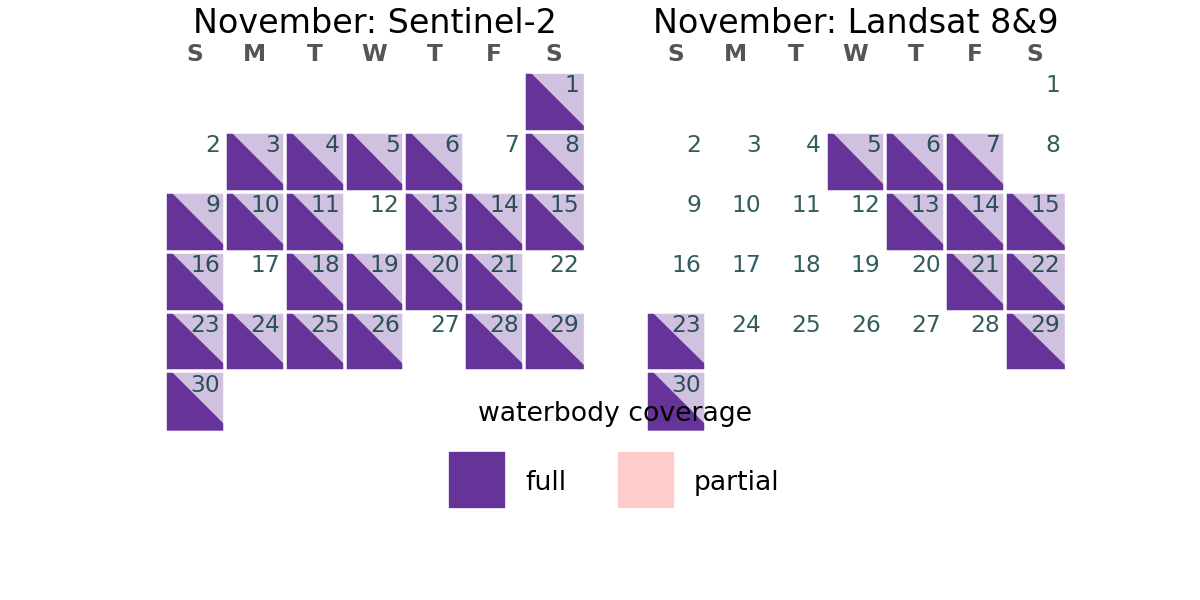 November: Sentinel-2
S M T W T F S
1
2 3 4 5 6 7 8
9 10 11 12 13 14 15
16 17 18 19 20 21 22
23 24 25 26 27 28 29
30
November: Landsat 8&9
S M T W T F S
1
2 3 4 5 6 7 8
9 10 11 12 13 14 15
16 17 18 19 20 21 22
23 24 25 26 27 28 29
30
waterbody coverage
full partial